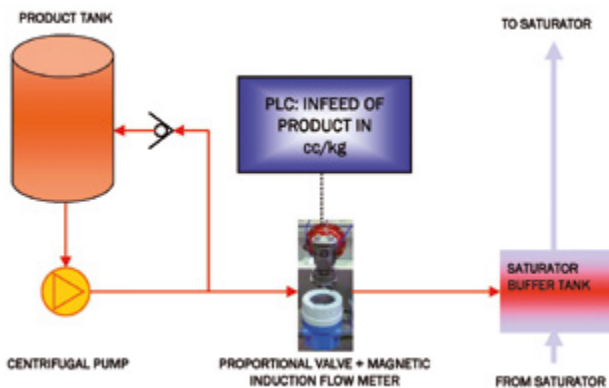 PRODUCT TANK
TO SATURATOR
PLC: INFEED OF
PRODUCT IN
cc/kg
SATURATOR
BUFFER TANK
CENTRIFUGAL PUMP
PROPORTIONAL VALVE + MAGNETIC
INDUCTION FLOW METER
FROM SATURATOR